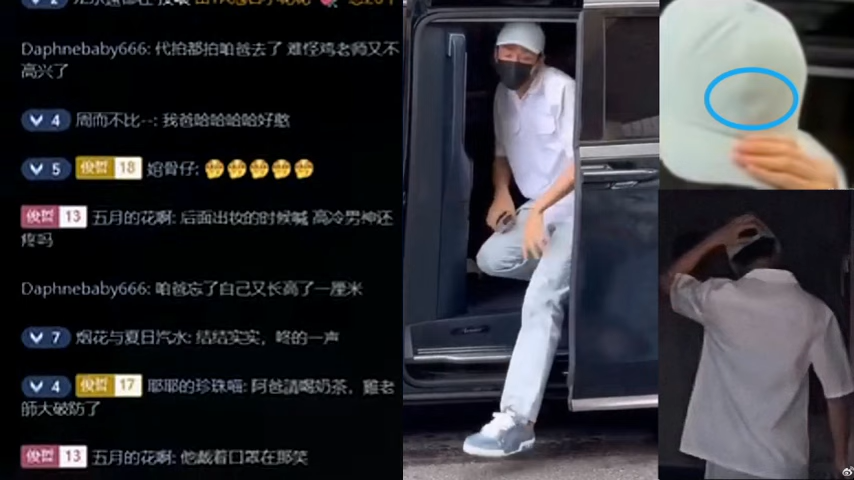 Daphnebaby666: 代拍都拍咱爸去了 难怪鸡老师又不
高兴了
4 周而不比--: 我爸哈哈哈哈好憨
5 俊哲 18 婠骨仔:
俊哲 13 五月的花啊: 后面出妆的时候喊 高冷男神还
疼吗
Daphnebaby666: 咱爸忘了自己又长高了一厘米
7 烟花与夏日汽水: 结结实实，咚的一声
4 俊哲 17 耶耶的珍珠喵: 阿爸請喝奶茶，雞老
師大破防了
俊哲 13 五月的花啊: 他戴着口罩在那笑